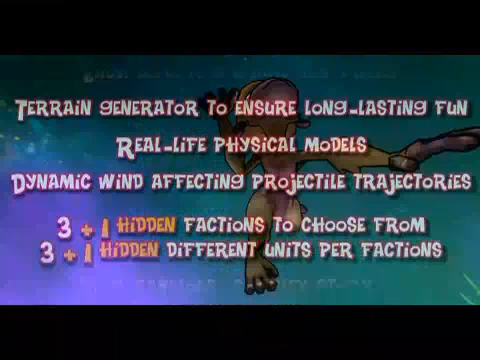 Terrain generator to ensure long-lasting fun
Real-life physical models
Dynamic wind affecting projectile trajectories
3 + 1 hidden factions to choose from
3 + 1 hidden different units per factions